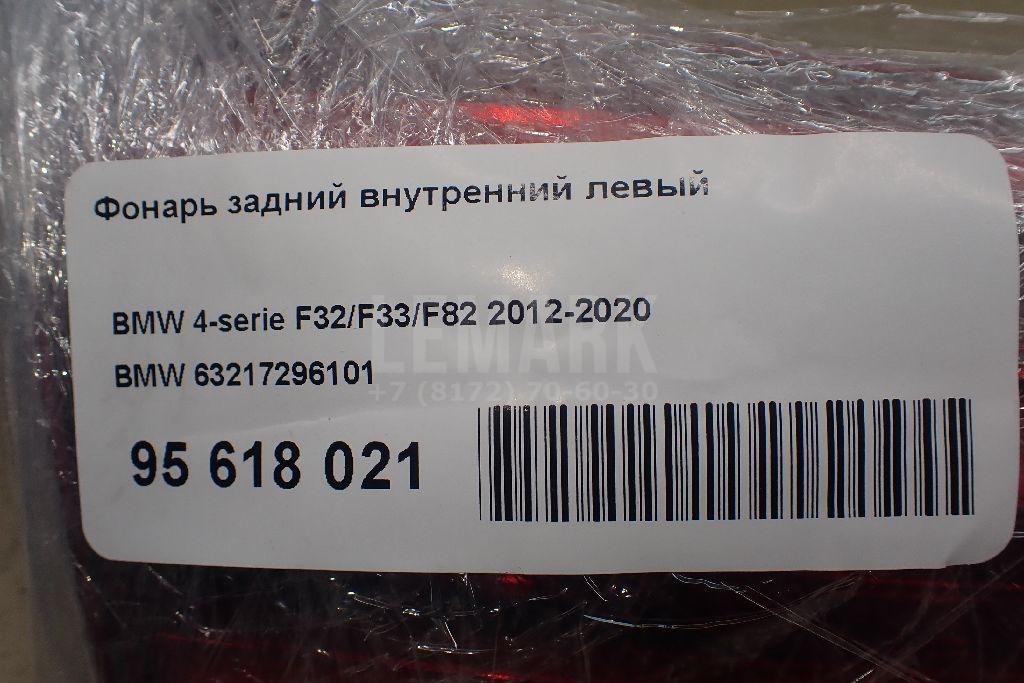 Фонарь задний внутренний левый
BMW 4-serie F32/F33/F82 2012-2020
LEMARK
BMW 63217296101
+7 (8172) 70-60-30
95 618 021